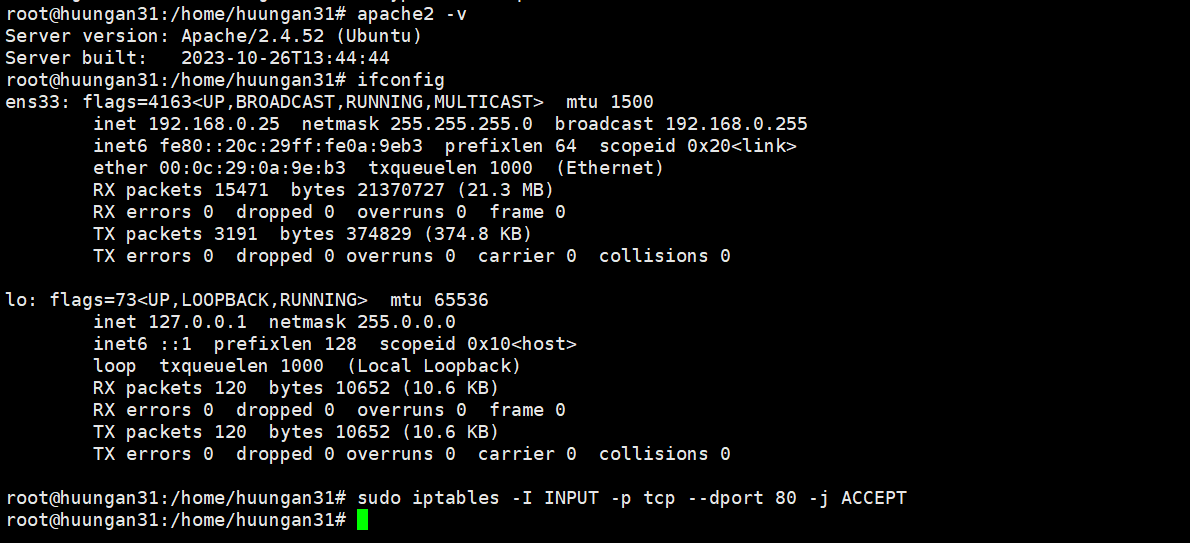 root@huungan31:/home/huungan31# apache2 -v
Server version: Apache/2.4.52 (Ubuntu)
Server built:   2023-10-26T13:44:44
root@huungan31:/home/huungan31# ifconfig
ens33: flags=4163<UP,BROADCAST,RUNNING,MULTICAST>  mtu 1500
        inet 192.168.0.25  netmask 255.255.255.0  broadcast 192.168.0.255
        inet6 fe80::20c:29ff:fe0a:9eb3  prefixlen 64  scopeid 0x20<link>
        ether 00:0c:29:0a:9e:b3  txqueuelen 1000  (Ethernet)
        RX packets 15471  bytes 21370727 (21.3 MB)
        RX errors 0  dropped 0  overruns 0  frame 0
        TX packets 3191  bytes 374829 (374.8 KB)
        TX errors 0  dropped 0 overruns 0  carrier 0  collisions 0

lo: flags=73<UP,LOOPBACK,RUNNING>  mtu 65536
        inet 127.0.0.1  netmask 255.0.0.0
        inet6 ::1  prefixlen 128  scopeid 0x10<host>
        loop  txqueuelen 1000  (Local Loopback)
        RX packets 120  bytes 10652 (10.6 KB)
        RX errors 0  dropped 0  overruns 0  frame 0
        TX packets 120  bytes 10652 (10.6 KB)
        TX errors 0  dropped 0 overruns 0  carrier 0  collisions 0

root@huungan31:/home/huungan31# sudo iptables -I INPUT -p tcp --dport 80 -j ACCEPT
root@huungan31:/home/huungan31#